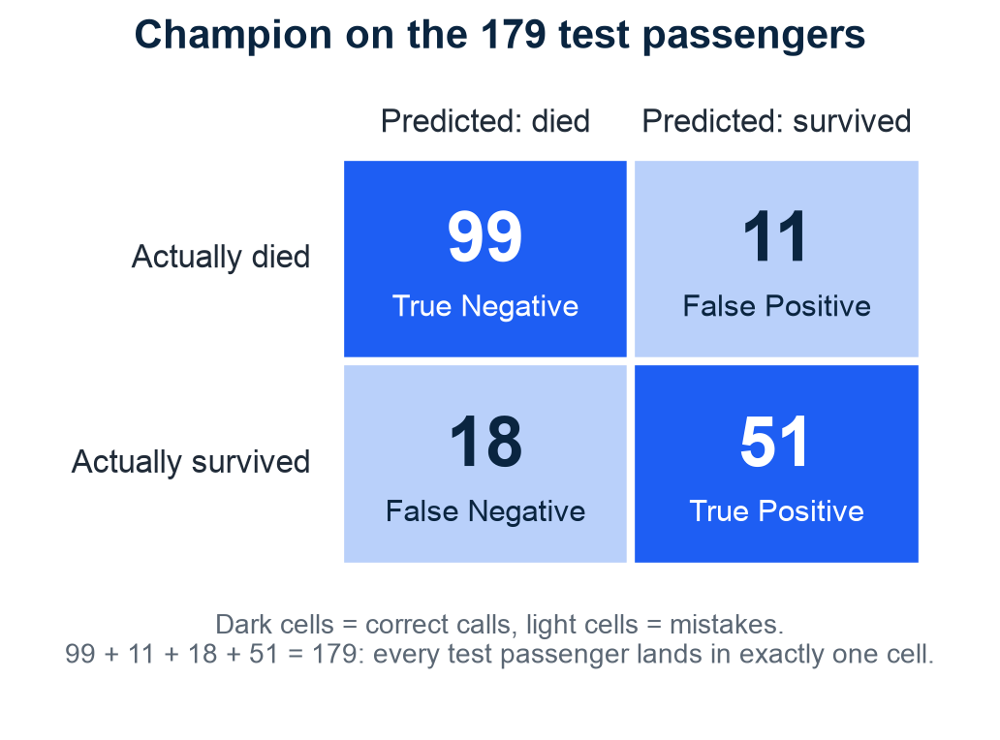 Champion on the 179 test passengers
Predicted: died Predicted: survived
Actually died
99
True Negative
11
False Positive
Actually survived
18
False Negative
51
True Positive
Dark cells = correct calls, light cells = mistakes.
99 + 11 + 18 + 51 = 179: every test passenger lands in exactly one cell.